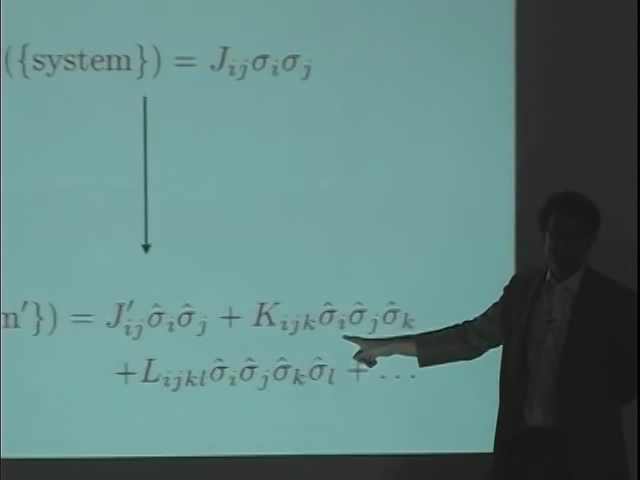 ({system}) = J_{ij}σ_iσ_j
n′}) = J′_{ij}σ̂_iσ̂_j + K_{ijk}σ̂_iσ̂_jσ̂_k
+L_{ijkl}σ̂_iσ̂_jσ̂_kσ̂_l + ...